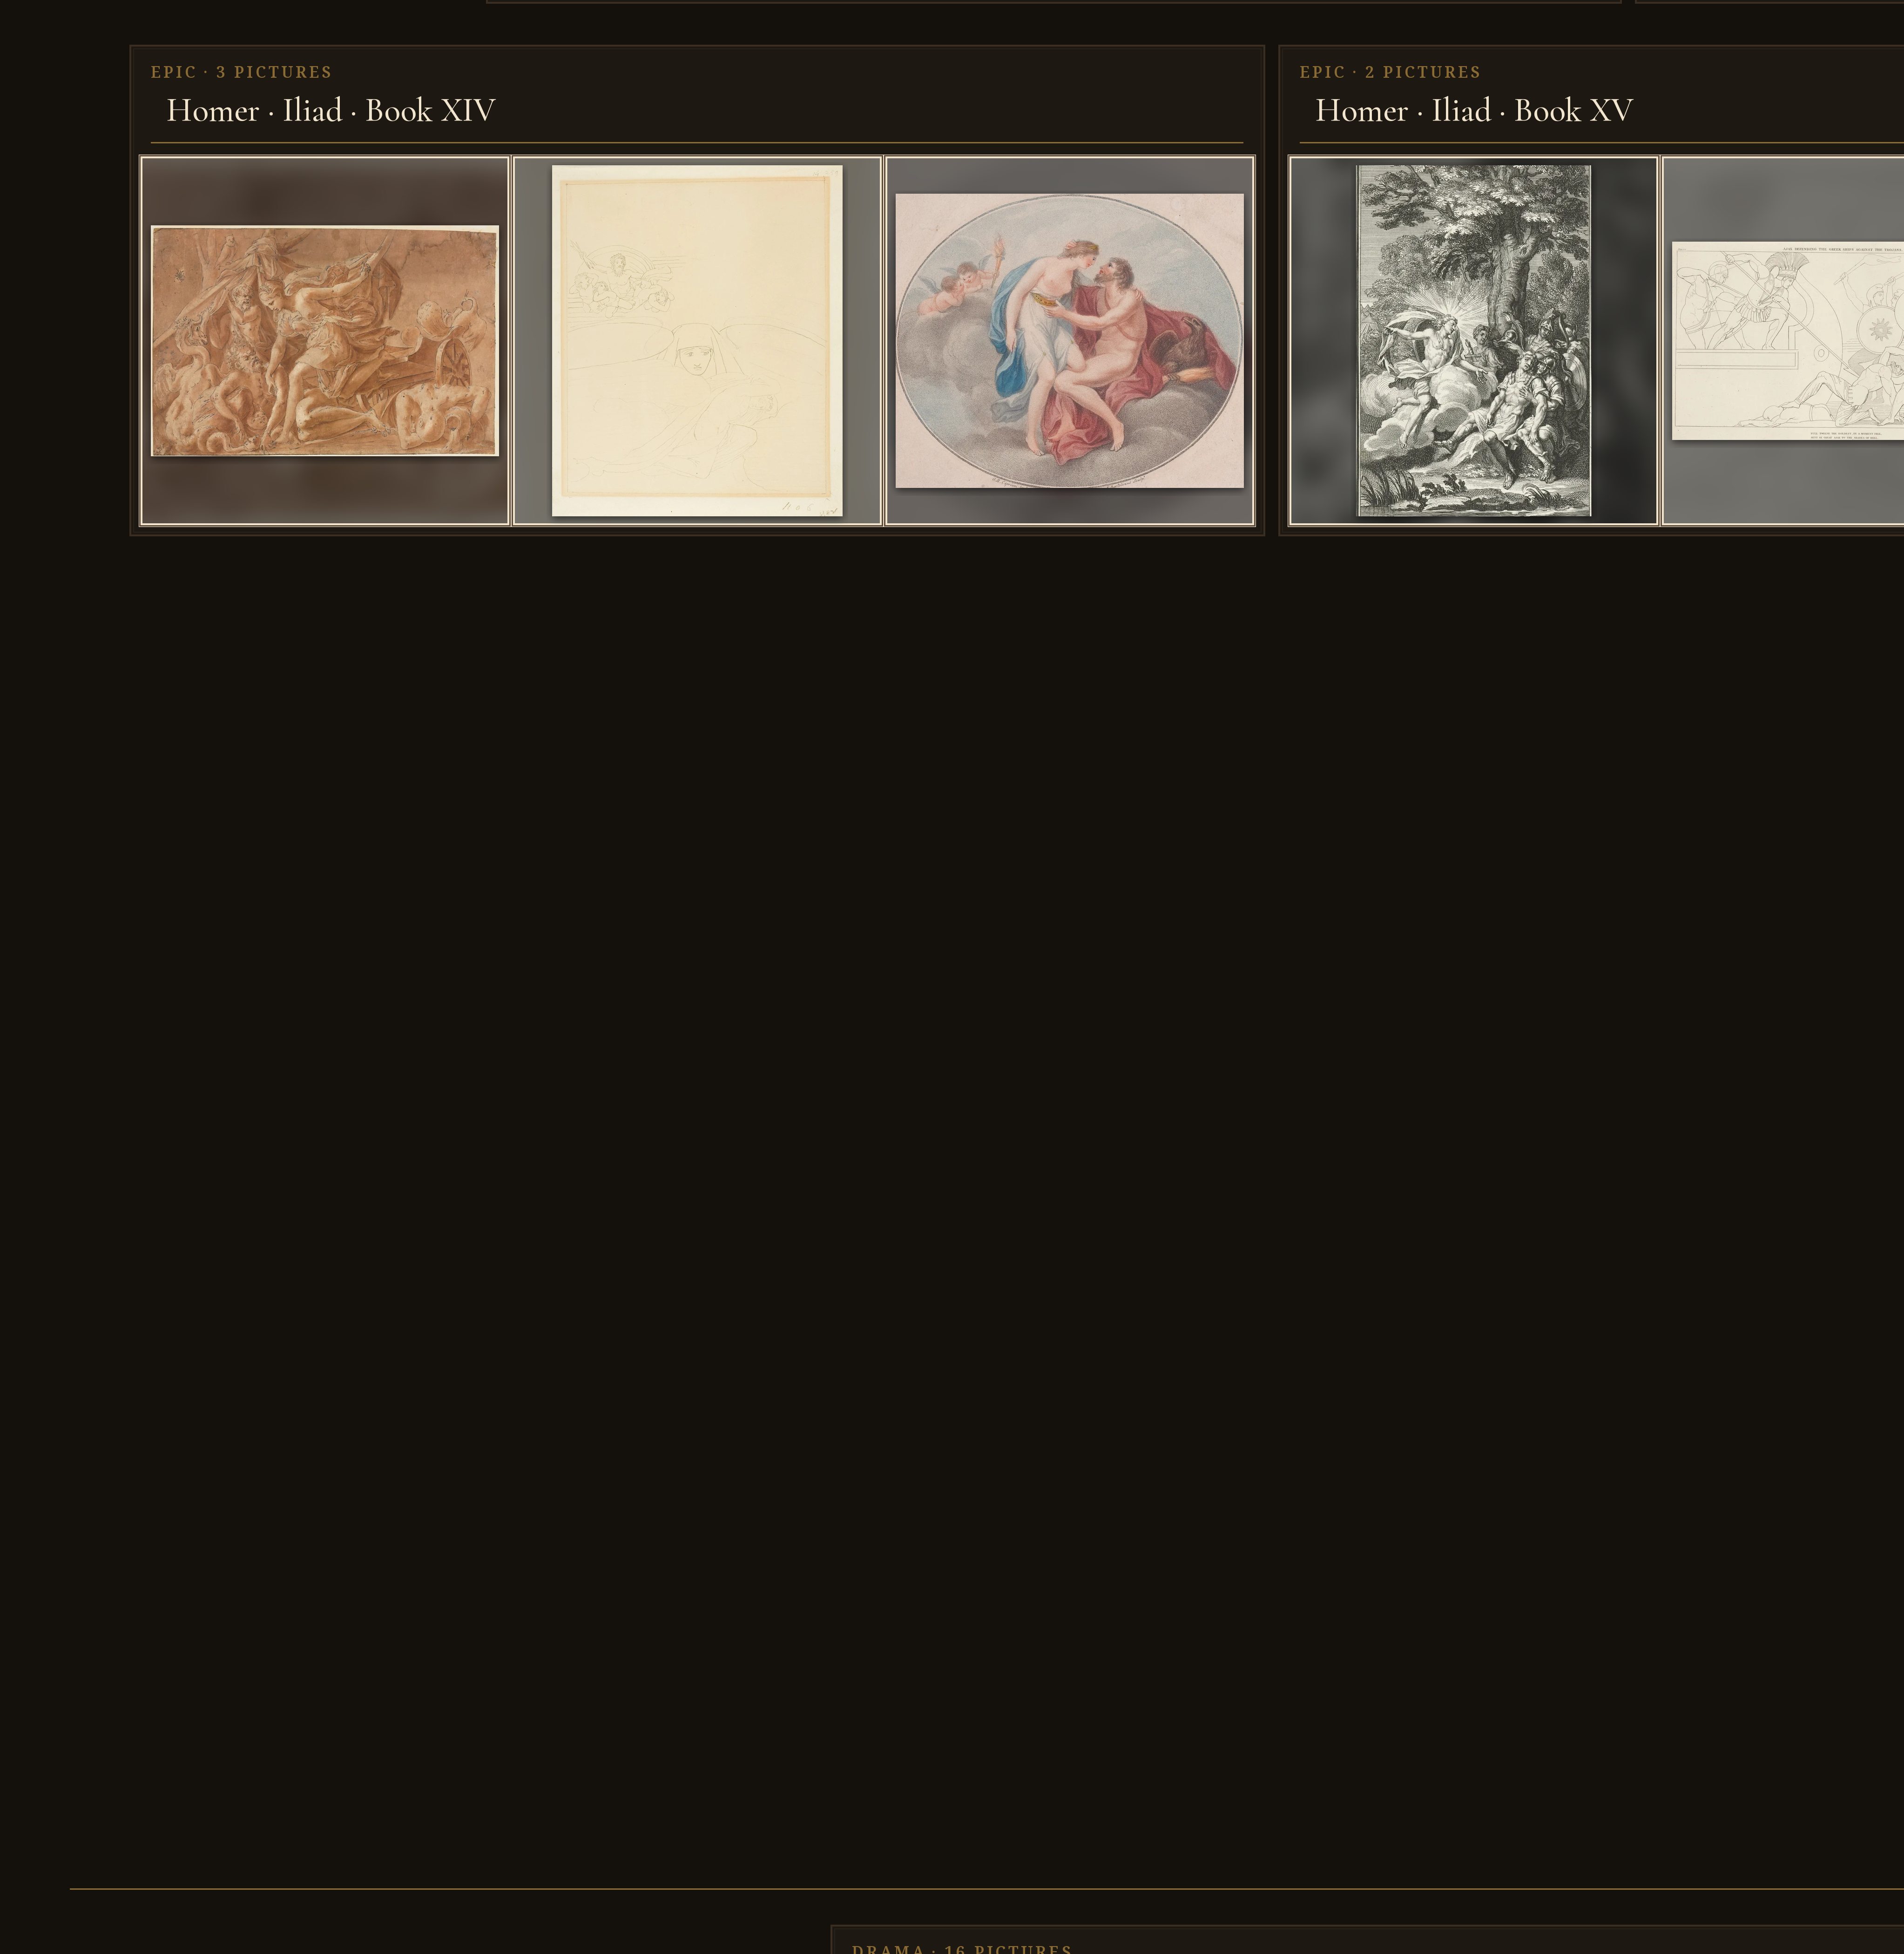 EPIC · 3 PICTURES
Homer · Iliad · Book XIV
EPIC · 2 PICTURES
Homer · Iliad · Book XV
DRAMA · 16 PICTURES